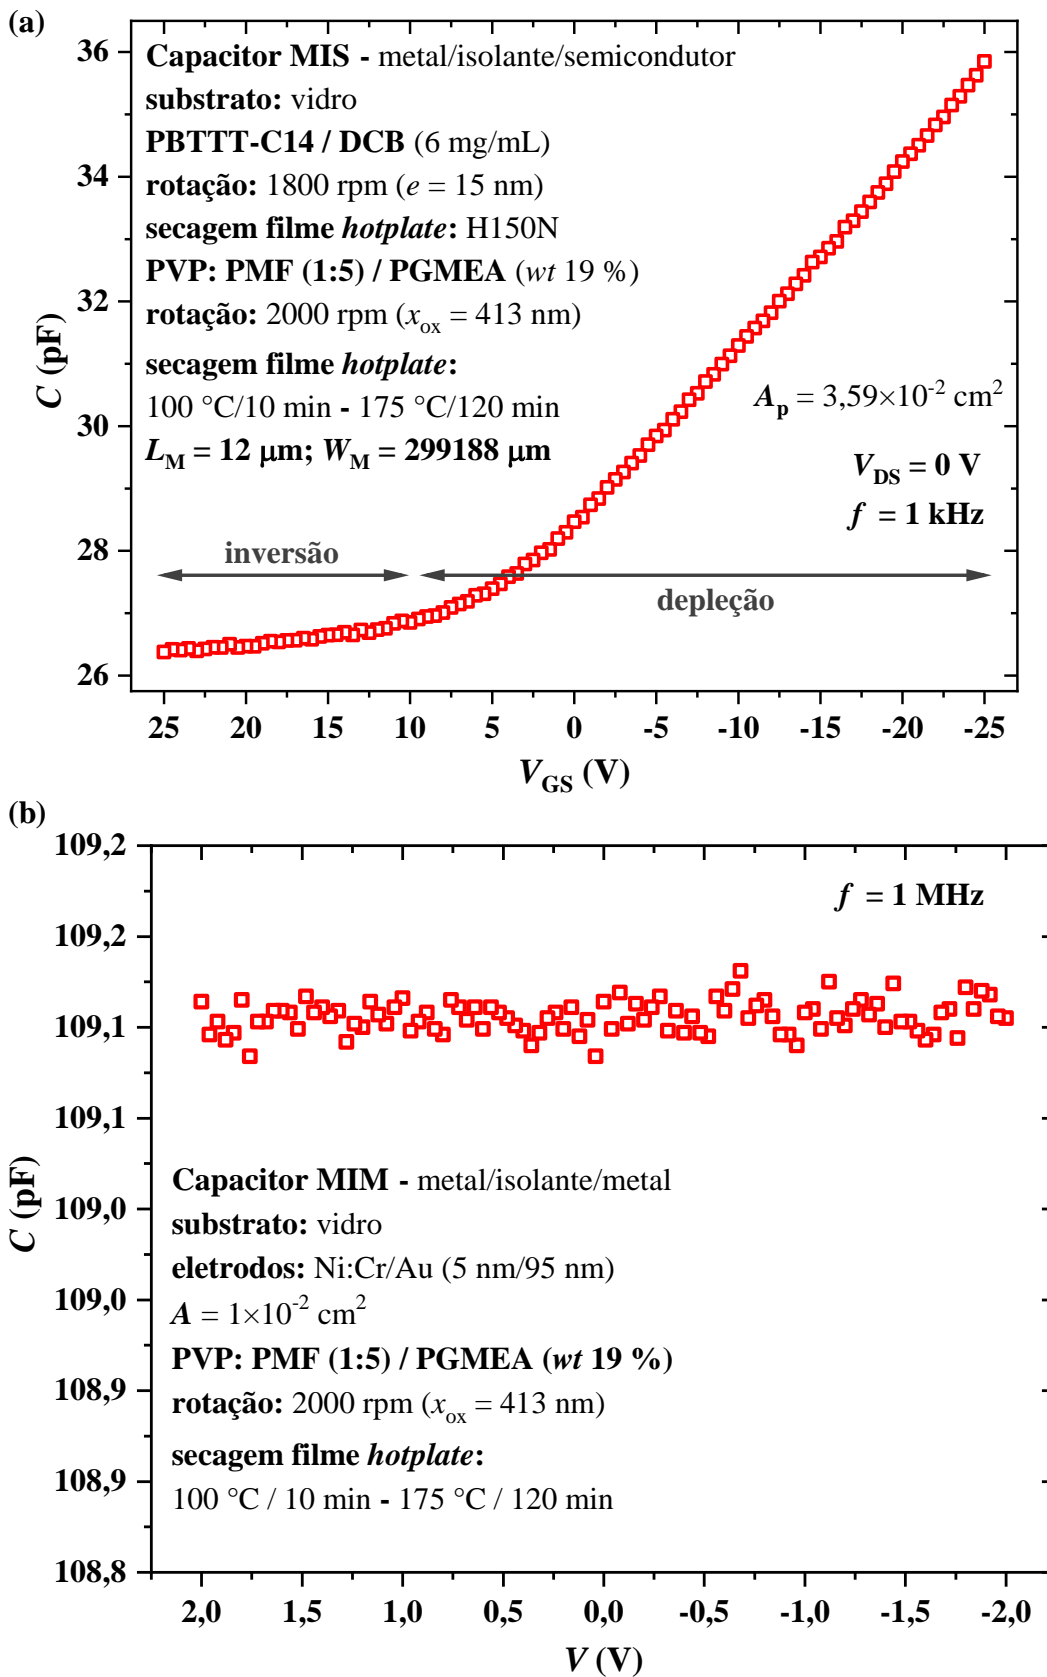 (a)
36
34
32
30
28
26
C (pF)
Capacitor MIS - metal/isolante/semicondutor
substrato: vidro
PBTTT-C14 / DCB (6 mg/mL)
rotação: 1800 rpm (e = 15 nm)
secagem filme hotplate: H150N
PVP: PMF (1:5) / PGMEA (wt 19 %)
rotação: 2000 rpm (xox = 413 nm)
secagem filme hotplate:
100 °C/10 min - 175 °C/120 min
LM = 12 μm; WM = 299188 μm
Ap = 3,59×10-2 cm2
VDS = 0 V
f = 1 kHz
inversão
depleção
25 20 15 10 5 0 -5 -10 -15 -20 -25
VGS (V)
(b)
109,2
109,2
109,1
109,1
109,0
109,0
108,9
108,9
108,8
C (pF)
f = 1 MHz
Capacitor MIM - metal/isolante/metal
substrato: vidro
eletrodos: Ni:Cr/Au (5 nm/95 nm)
A = 1×10-2 cm2
PVP: PMF (1:5) / PGMEA (wt 19 %)
rotação: 2000 rpm (xox = 413 nm)
secagem filme hotplate:
100 °C / 10 min - 175 °C / 120 min
2,0 1,5 1,0 0,5 0,0 -0,5 -1,0 -1,5 -2,0
V (V)